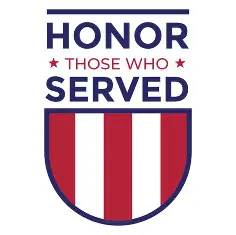 HONOR
★ THOSE WHO ★
SERVED